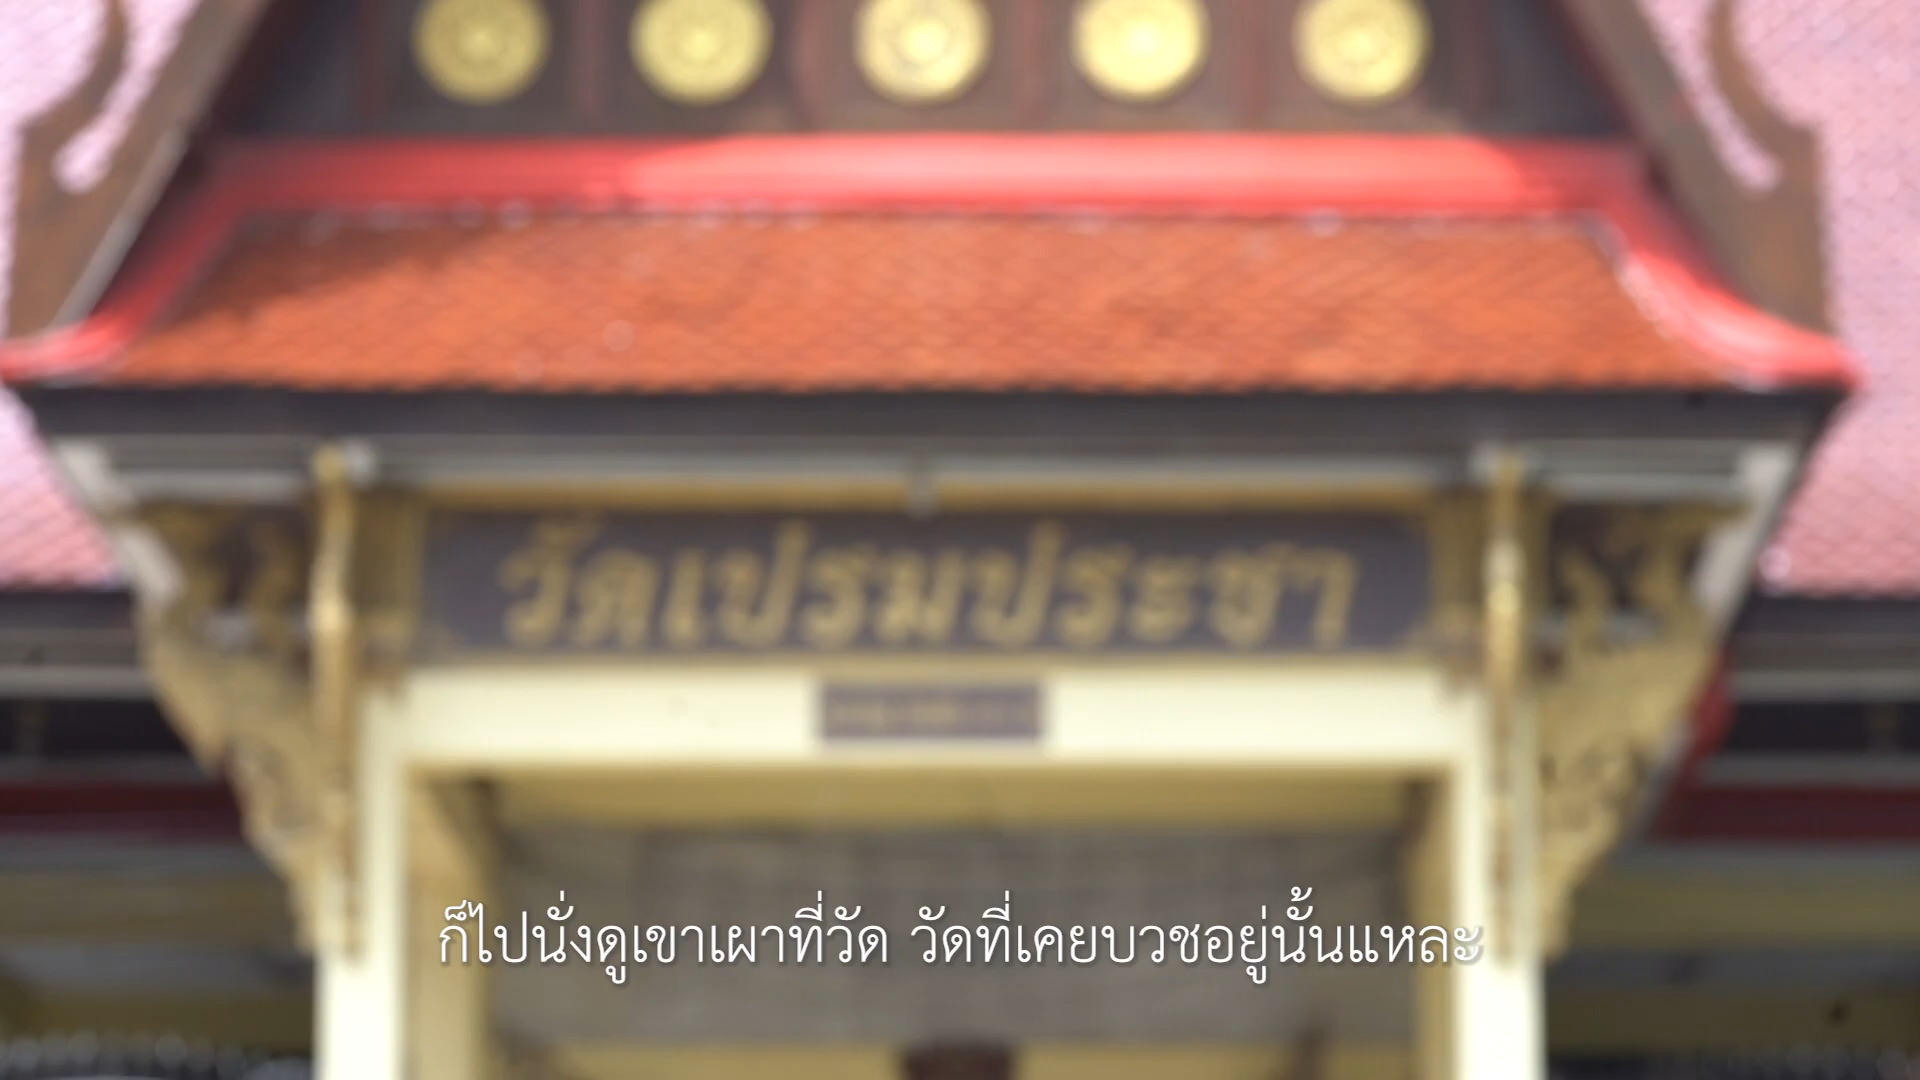 วัดเปรมประชา
ก็ไปนั่งดูเขาเผาที่วัด วัดที่เคยบวชอยู่นั้นแหละ